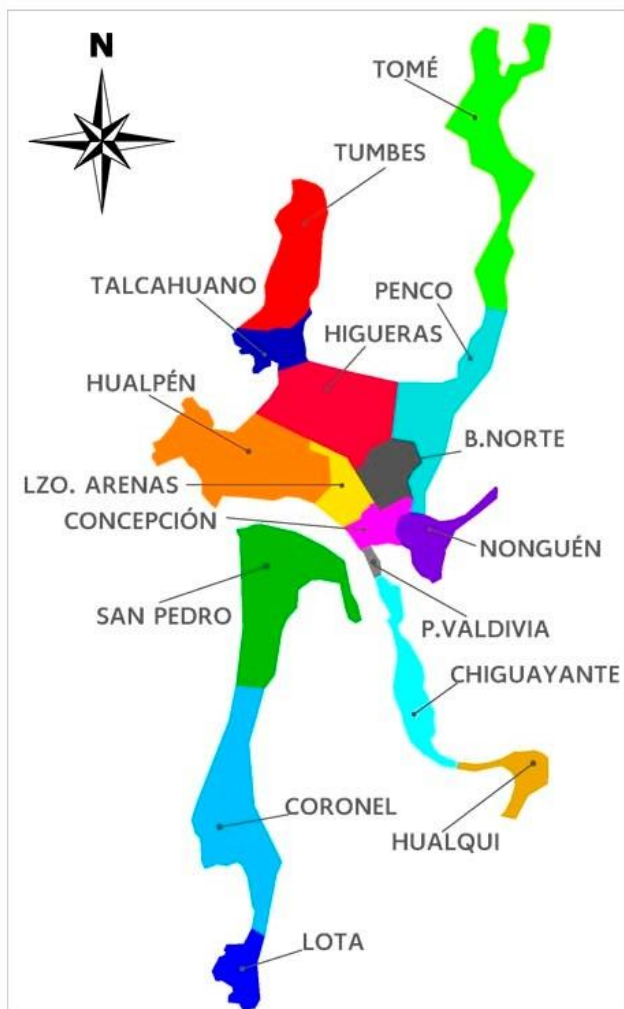 N
TOMÉ
TUMBES
TALCAHUANO
PENCO
HIGUERAS
HUALPÉN
B.NORTE
LZO. ARENAS
CONCEPCIÓN
NONGUÉN
SAN PEDRO
P.VALDIVIA
CHIGUAYANTE
CORONEL
HUALQUI
LOTA